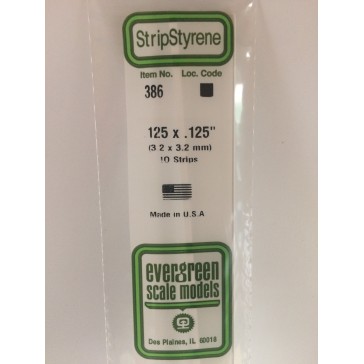 StripStyrene
Item No. Loc. Code
386
125 x .125"
(3.2 x 3.2 mm)
10 Strips
Made in U.S.A
evergreen
scale models
Des Plaines, IL 60018